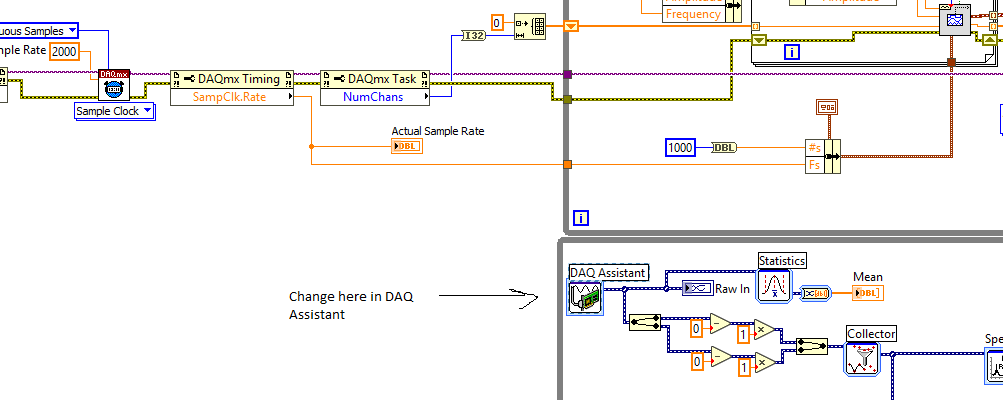 Amplitude
Amplitude
Frequency
0
uous Samples
I32
mple Rate 2000
DAQmx
DAQmx Timing
DAQmx Task
SampClk.Rate
NumChans
i
Sample Clock
Actual Sample Rate
DBL
1000
DBL
#s
Fs
i
Statistics
DAQ Assistant
Mean
Change here in DAQ
Assistant
Raw In
DBL
0
1
Collector
Spe
0
1